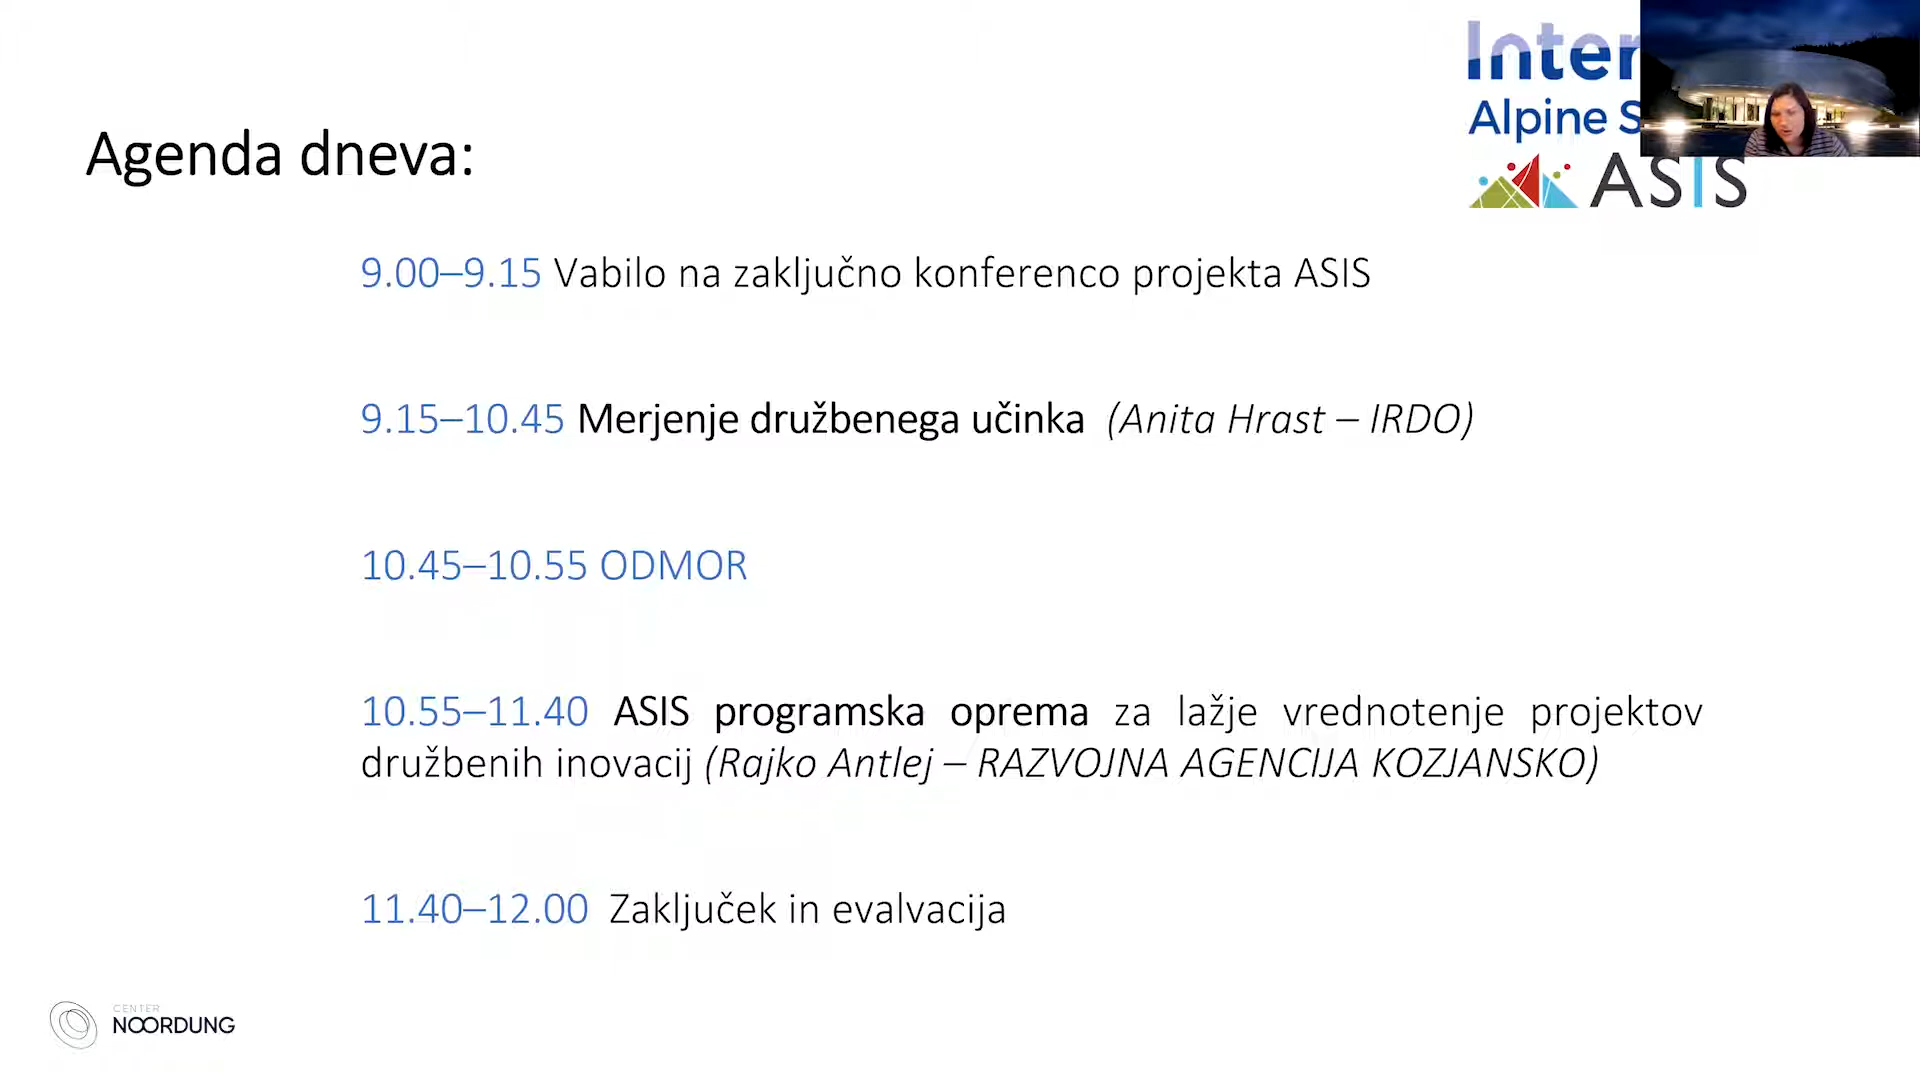 Inter
Alpine S
ASIS
Agenda dneva:
9.00–9.15 Vabilo na zaključno konferenco projekta ASIS
9.15–10.45 Merjenje družbenega učinka (Anita Hrast – IRDO)
10.45–10.55 ODMOR
10.55–11.40 ASIS programska oprema za lažje vrednotenje projektov
družbenih inovacij (Rajko Antlej – RAZVOJNA AGENCIJA KOZJANSKO)
11.40–12.00 Zaključek in evalvacija
CENTER
NOORDUNG